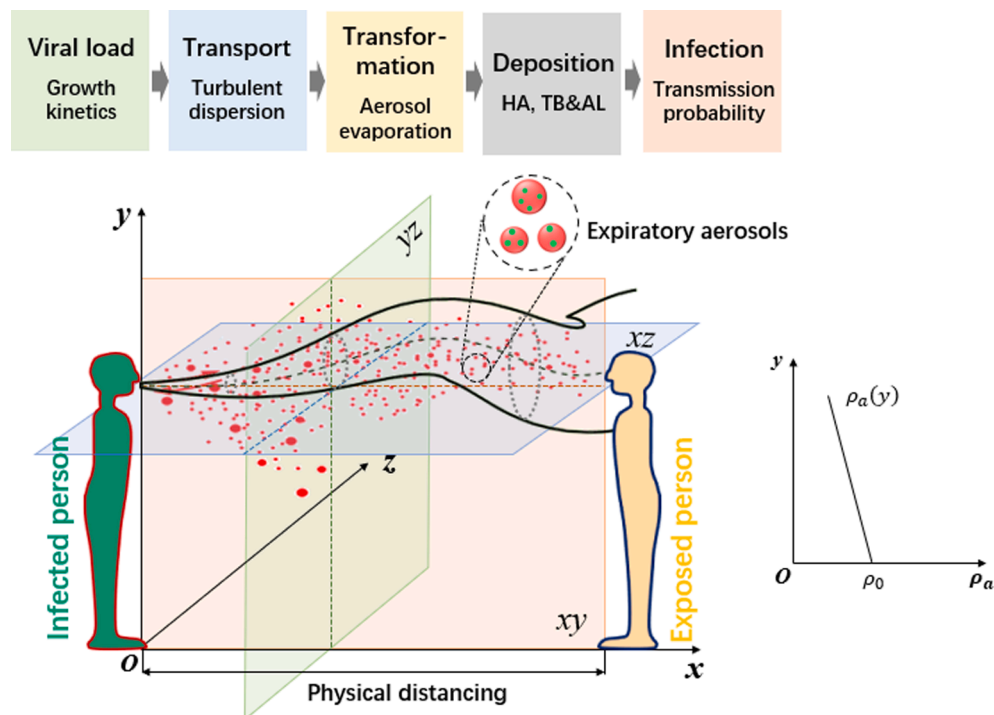 Viral load
Growth
kinetics
Transport
Turbulent
dispersion
Transfor-
mation
Aerosol
evaporation
Deposition
HA, TB&AL
Infection
Transmission
probability
y
yz
Expiratory aerosols
xz
z
Infected person
Exposed person
xy
O
x
Physical distancing
y
ρₐ(y)
O
ρ₀
ρₐ